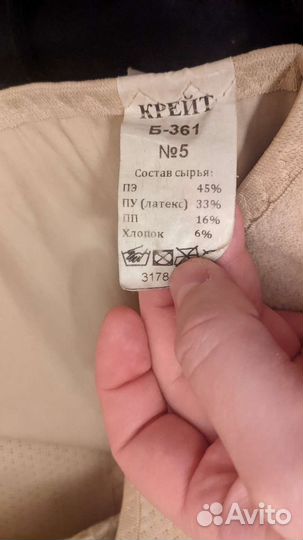 КРЕЙТ
Б-361
№5
Состав сырья:
ПЭ 45%
ПУ (латекс) 33%
ПП 16%
Хлопок 6%
3178
Avito